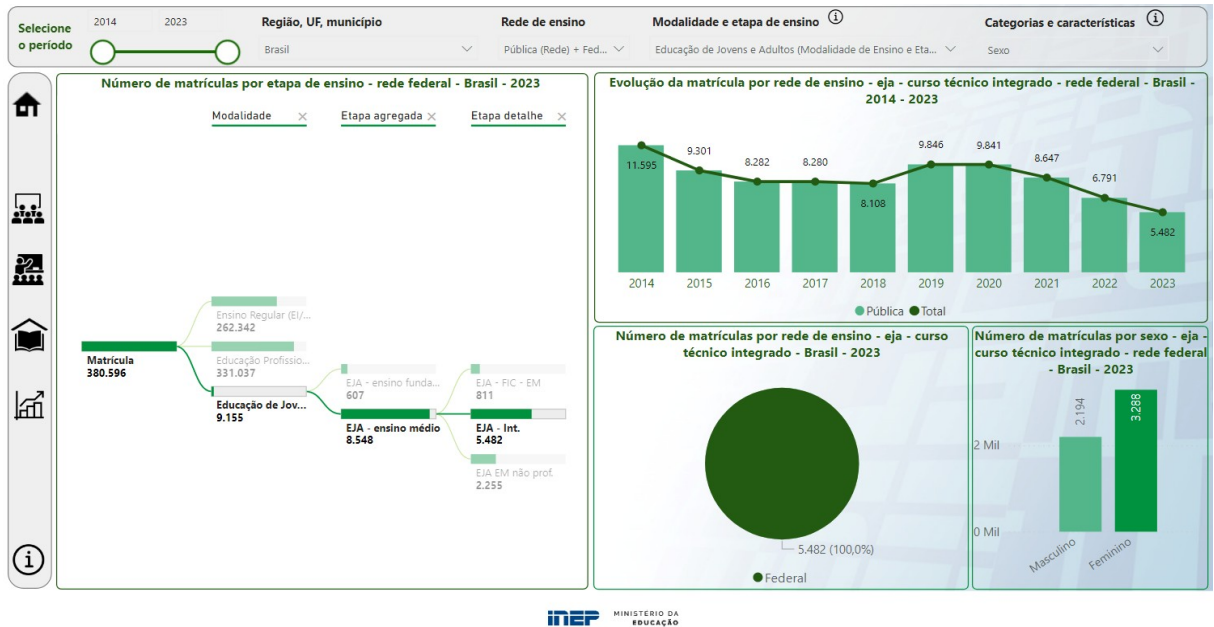 Selecione o período
2014 2023
Região, UF, município
Brasil
Rede de ensino
Pública (Rede) + Fed...
Modalidade e etapa de ensino
Educação de Jovens e Adultos (Modalidade de Ensino e Eta...
Categorias e características
Sexo
Número de matrículas por etapa de ensino - rede federal - Brasil - 2023
Modalidade
Etapa agregada
Etapa detalhe
Matrícula
380.596
Ensino Regular (EI/...
262.342
Educação Profissio...
331.037
Educação de Jov...
9.155
EJA - ensino funda...
607
EJA - ensino médio
8.548
EJA - FIC - EM
811
EJA - Int.
5.482
EJA EM não prof.
2.255
Evolução da matrícula por rede de ensino - eja - curso técnico integrado - rede federal - Brasil -
2014 - 2023
11.595
9.301
8.282
8.280
8.108
9.846
9.841
8.647
6.791
5.482
2014 2015 2016 2017 2018 2019 2020 2021 2022 2023
Pública Total
Número de matrículas por rede de ensino - eja - curso
técnico integrado - Brasil - 2023
5.482 (100,0%)
Federal
Número de matrículas por sexo - eja -
curso técnico integrado - rede federal
- Brasil - 2023
2 Mil
0 Mil
2.194
3.288
Masculino
Feminino
inep
MINISTÉRIO DA
EDUCAÇÃO